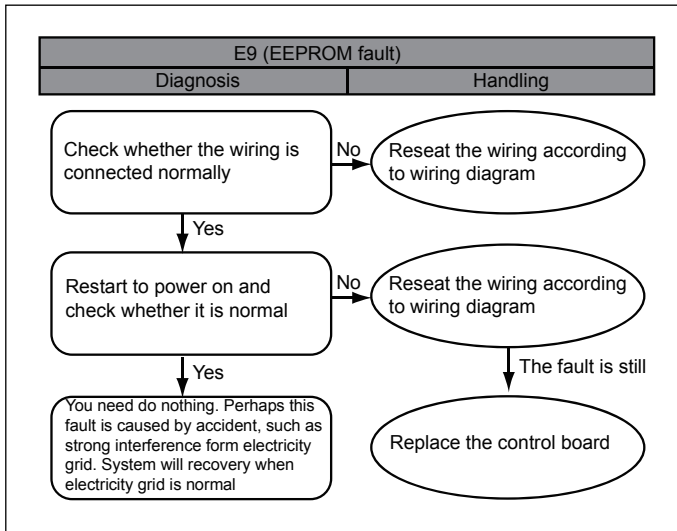 E9 (EEPROM fault)
Diagnosis
Handling
Check whether the wiring is
connected normally
No
Reseat the wiring according
to wiring diagram
Yes
Restart to power on and
check whether it is normal
No
Reseat the wiring according
to wiring diagram
Yes
The fault is still
You need do nothing. Perhaps this
fault is caused by accident, such as
strong interference form electricity
grid. System will recovery when
electricity grid is normal
Replace the control board